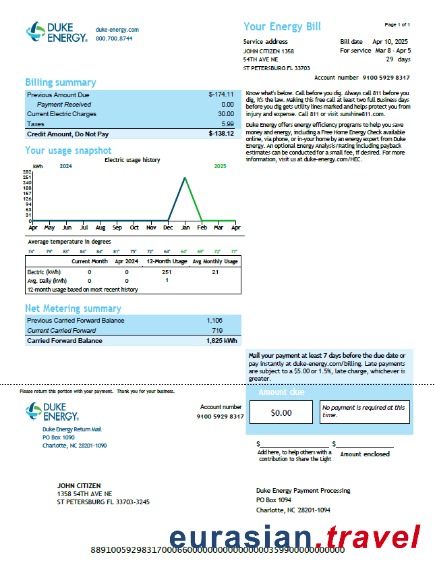 DUKE ENERGY®
duke-energy.com
800.700.8744
Your Energy Bill
Page 1 of 1
Service address
JOHN CITIZEN 1358
54TH AVE NE
ST PETERSBURG FL 33703
Bill date Apr 10, 2025
For service Mar 8 - Apr 5
29 days
Account number 9100 5929 8317
Billing summary
Previous Amount Due $-174.11
Payment Received 0.00
Current Electric Charges 30.00
Taxes 5.99
Credit Amount, Do Not Pay $-138.12
Know what's below. Call before you dig. Always call 811 before you
dig, it's the law. Making this free call at least two full business days
before you dig gets utility lines marked and helps protect you from
injury and expense. Call 811 or visit sunshine811.com.
Duke Energy offers energy efficiency programs to help you save
money and energy, including a Free Home Energy Check available
online, via phone, or in your home by an energy expert from Duke
Energy. An optional Energy Analysis rating including payback
estimates can be conducted for a small fee, if desired. For more
information, visit us at duke-energy.com/HEC.
Your usage snapshot
Electric usage history
kWh 2024 2025
Apr May Jun Jul Aug Sep Oct Nov Dec Jan Feb Mar Apr
Average temperature in degrees
Current Month Apr 2024 12-Month Usage Avg Monthly Usage
Electric (kWh) 0 0 251 21
Avg. Daily (kWh) 0 0 1
12-month usage based on most recent history
Net Metering summary
Previous Carried Forward Balance 1,106
Current Carried Forward 719
Carried Forward Balance 1,825 kWh
Mail your payment at least 7 days before the due date or
pay instantly at duke-energy.com/billing. Late payments
are subject to a $5.00 or 1.5%, late charge, whichever is
greater.
Please return this portion with your payment. Thank you for your business.
Amount due
DUKE ENERGY®
Account number
9100 5929 8317
$0.00
No payment is required at this
time.
Duke Energy Return Mail
PO Box 1090
Charlotte, NC 28201-1090
$ $
Add here, to help others with a
contribution to Share the Light
Amount enclosed
JOHN CITIZEN
1358 54TH AVE NE
ST PETERSBURG FL 33703-3245
Duke Energy Payment Processing
PO Box 1094
Charlotte, NC 28201-1094
eurasian.travel